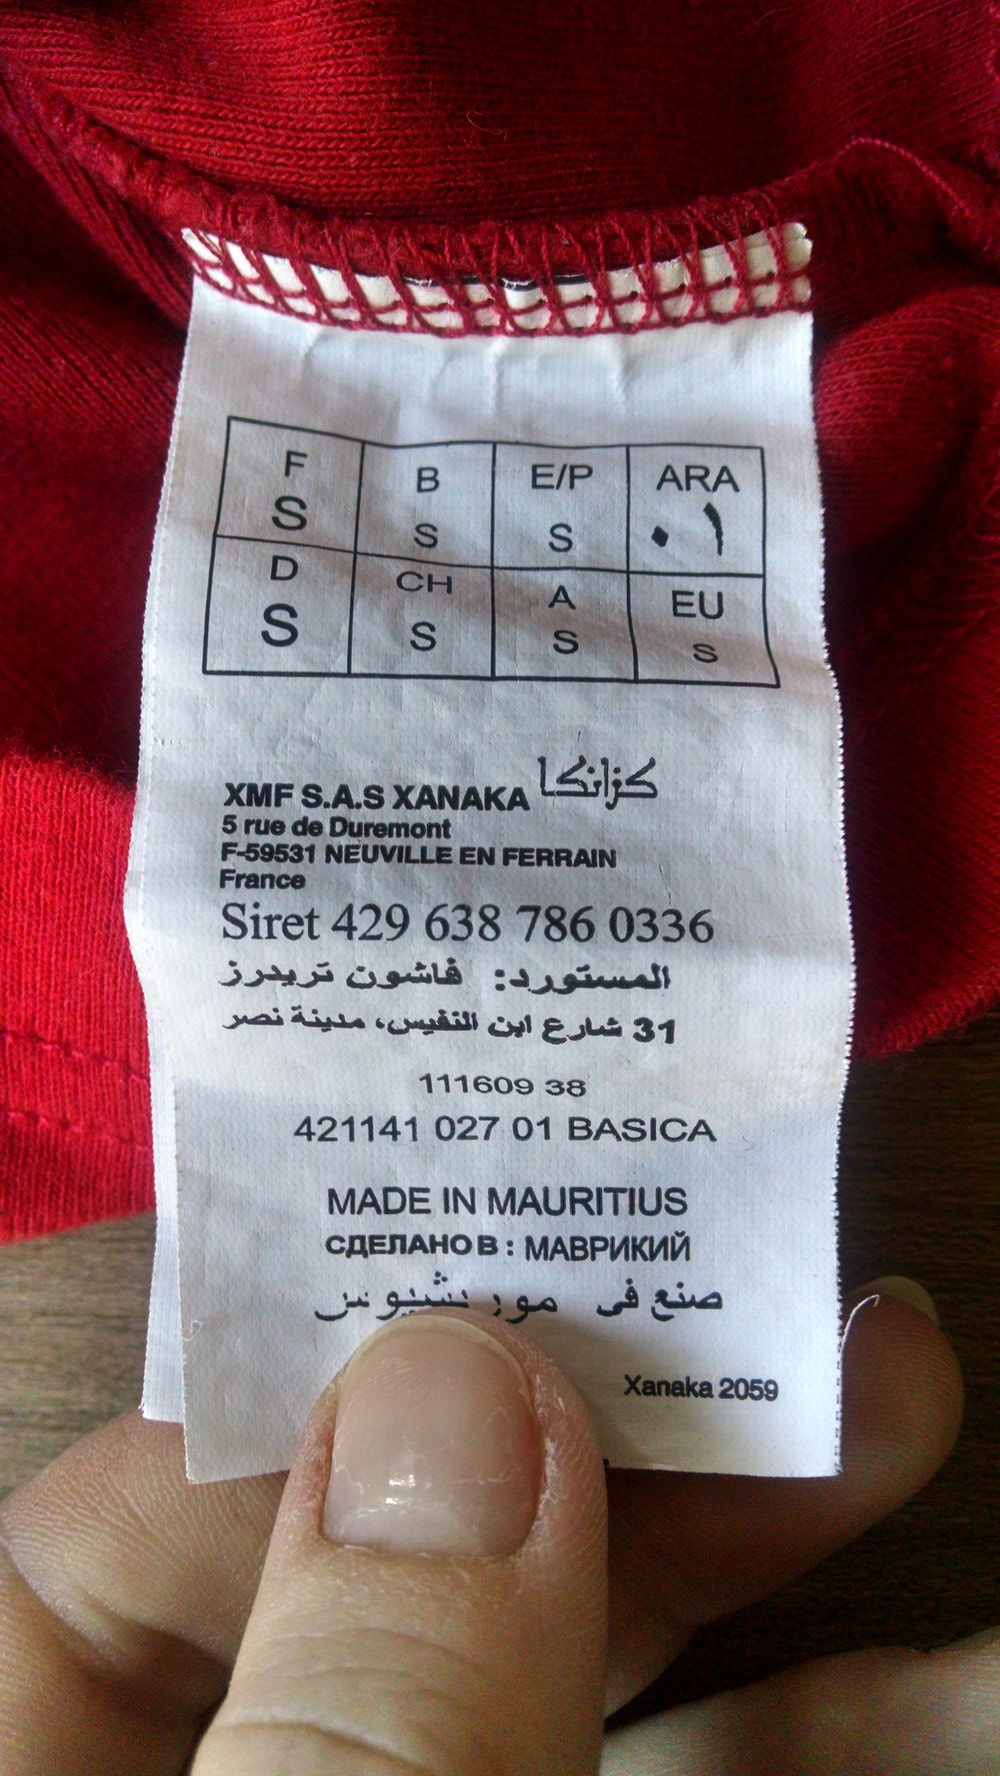 F B E/P ARA
S S S ٠١
D CH A EU
S S S S
XMF S.A.S XANAKA كزانكا
5 rue de Duremont
F-59531 NEUVILLE EN FERRAIN
France
Siret 429 638 786 0336
المستورد: فاشون تريدرز
31 شارع ابن النفيس، مدينة نصر
111609 38
421141 027 01 BASICA
MADE IN MAURITIUS
СДЕЛАНО В : МАВРИКИЙ
صنع فى موريشيوس
Xanaka 2059